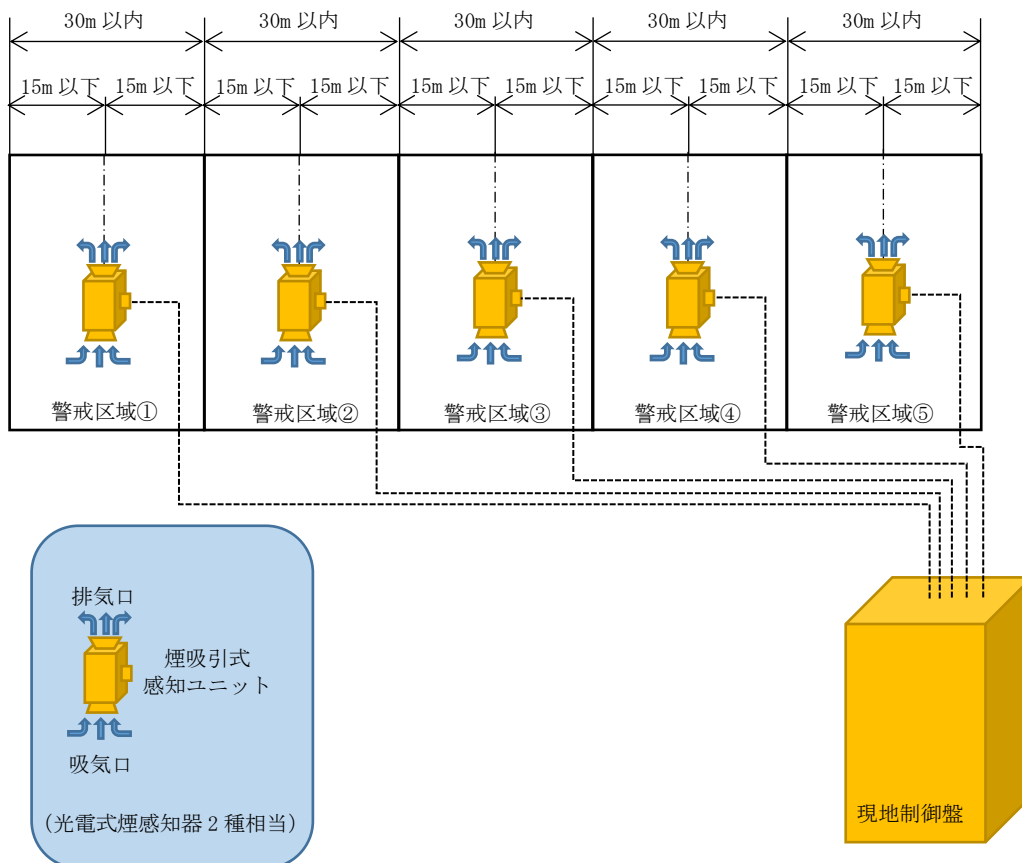 30m 以内 30m 以内 30m 以内 30m 以内 30m 以内
15m 以下 15m 以下 15m 以下 15m 以下 15m 以下 15m 以下 15m 以下 15m 以下 15m 以下 15m 以下
警戒区域① 警戒区域② 警戒区域③ 警戒区域④ 警戒区域⑤
排気口
煙吸引式
感知ユニット
吸気口
(光電式煙感知器２種相当)
現地制御盤